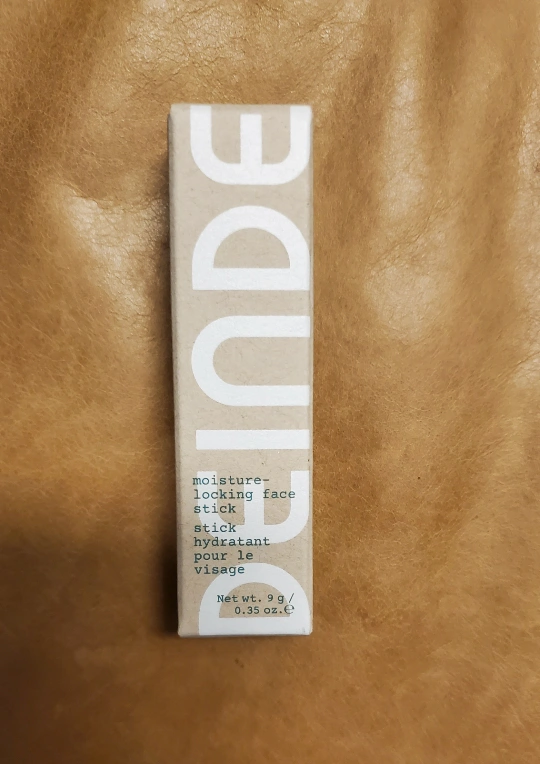 DEINDE
moisture-
locking face
stick
stick
hydratant
pour le
visage
Net wt. 9 g /
0.35 oz.℮